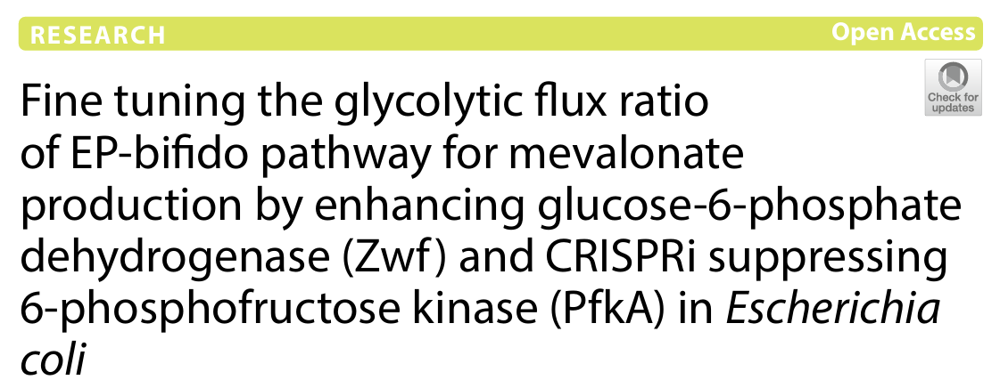 RESEARCH
Open Access
Check for
updates
Fine tuning the glycolytic flux ratio
of EP-bifido pathway for mevalonate
production by enhancing glucose-6-phosphate
dehydrogenase (Zwf) and CRISPRi suppressing
6-phosphofructose kinase (PfkA) in Escherichia
coli